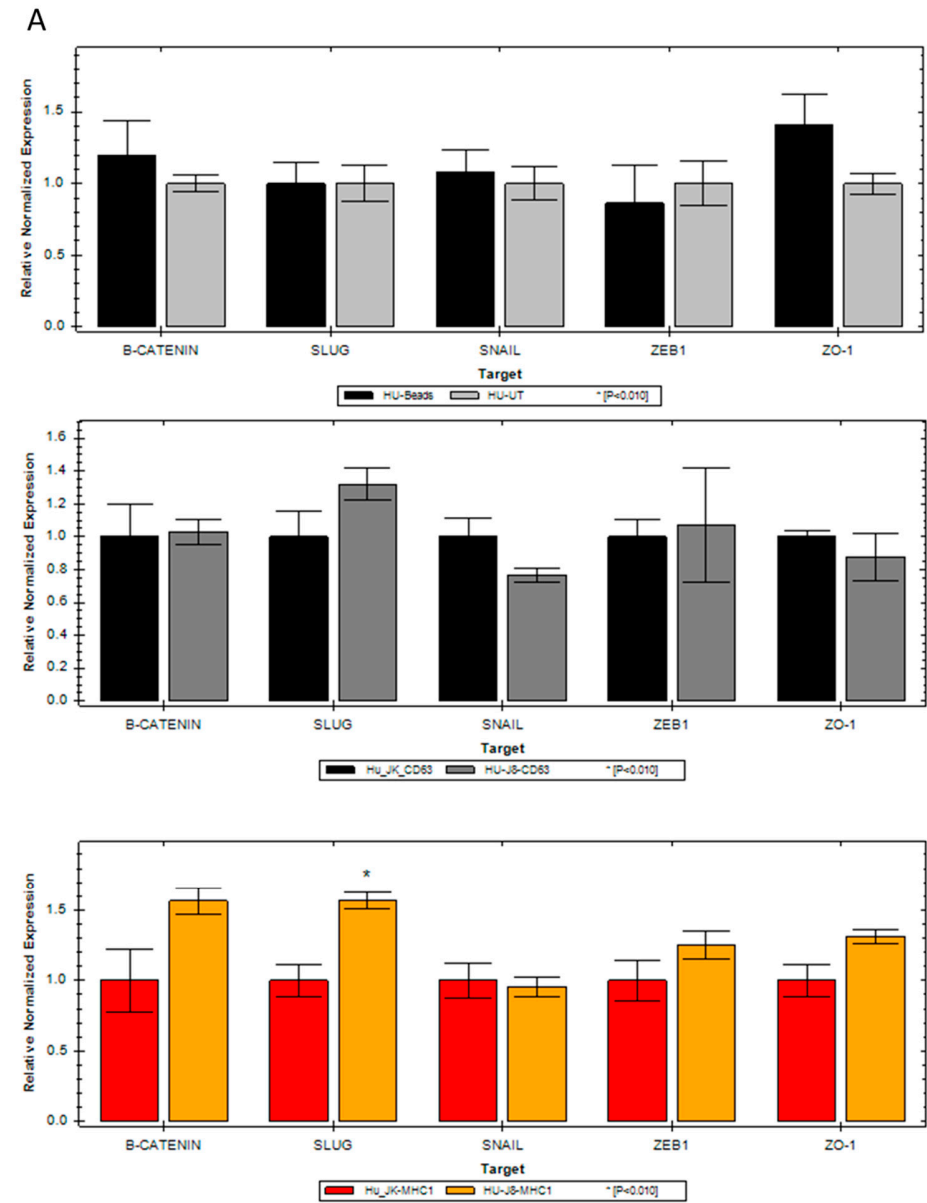 A
Relative Normalized Expression
1.5
1.0
0.5
0.0
B-CATENIN SLUG SNAIL ZEB1 ZO-1
Target
HU-Beads HU-UT * [P<0.010]
Relative Normalized Expression
1.6
1.4
1.2
1.0
0.8
0.6
0.4
0.2
0.0
B-CATENIN SLUG SNAIL ZEB1 ZO-1
Target
Hu_JK_CD63 HU-J8-CD63 * [P<0.010]
Relative Normalized Expression
*
1.5
1.0
0.5
0.0
B-CATENIN SLUG SNAIL ZEB1 ZO-1
Target
Hu_JK-MHC1 HU-J8-MHC1 * [P<0.010]